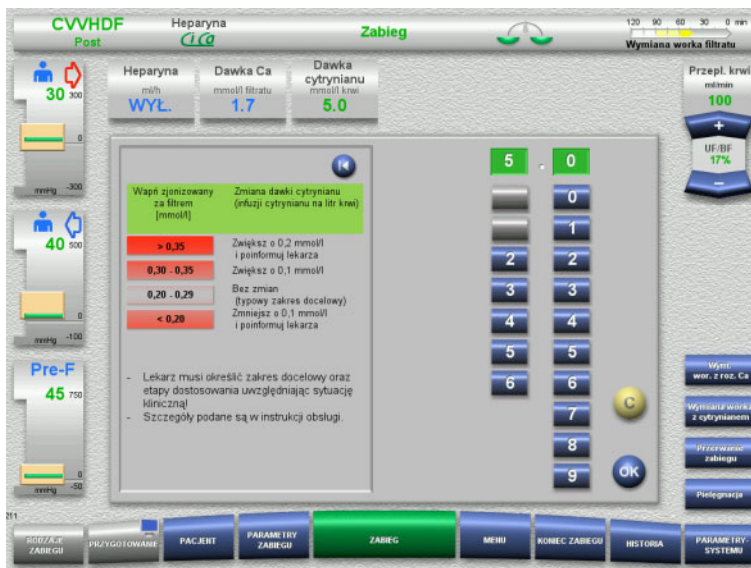 CVVHDF
Post
Heparyna
CiCa
Zabieg
120 90 60 30 0 min
Wymiana worka filtratu
30 300
0
mmHg -300
40 500
0
mmHg -100
Pre-F
45 750
0
mmHg -50
Heparyna
ml/h
WYŁ.
Dawka Ca
mmol/l filtratu
1.7
Dawka
cytrynianu
mmol/l krwi
5.0
Przepł. krwi
ml/min
100
+
UF/BF
17%
−
Wapń zjonizowany
za filtrem
[mmol/l]
Zmiana dawki cytrynianu
(infuzji cytrynianu na litr krwi)
> 0,35
Zwiększ o 0,2 mmol/l
i poinformuj lekarza
0,30 - 0,35
Zwiększ o 0,1 mmol/l
0,20 - 0,29
Bez zmian
(typowy zakres docelowy)
< 0,20
Zmniejsz o 0,1 mmol/l
i poinformuj lekarza
- Lekarz musi określić zakres docelowy oraz
etapy dostosowania uwzględniając sytuację
kliniczną!
- Szczegóły podane są w instrukcji obsługi.
5 . 0
0
1
2 2
3 3
4 4
5 5
6 6
7
8
9
C
OK
Wym.
wor. z roz. Ca
Wymiana worka
z cytrynianem
Przerwanie
zabiegu
Pielęgnacja
211
RODZAJE
ZABIEGU
PRZYGOTOWANIE
PACJENT
PARAMETRY
ZABIEGU
ZABIEG
MENU
KONIEC ZABIEGU
HISTORIA
PARAMETRY-
SYSTEMU